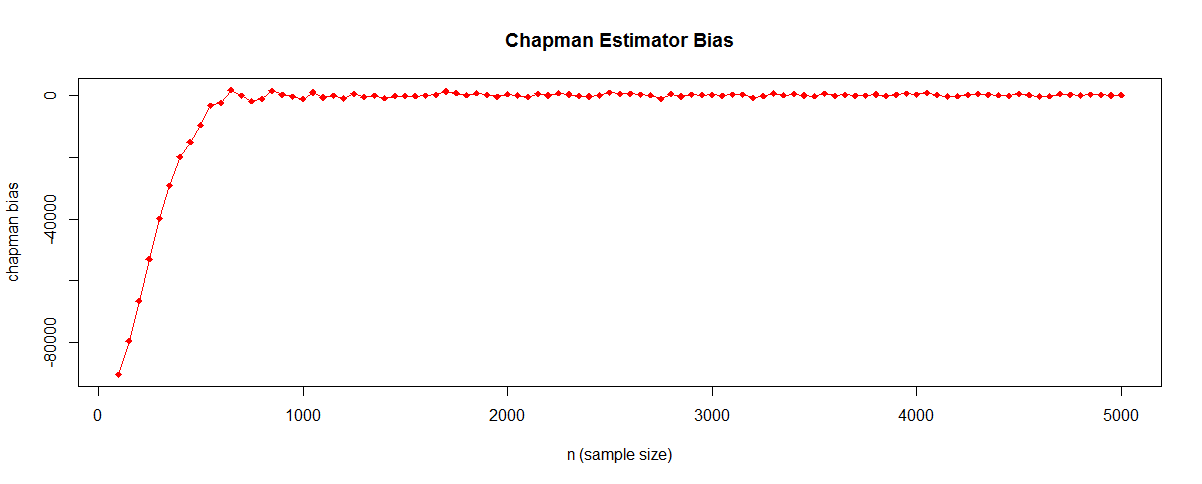 Chapman Estimator Bias
chapman bias
0
-40000
-80000
0 1000 2000 3000 4000 5000
n (sample size)